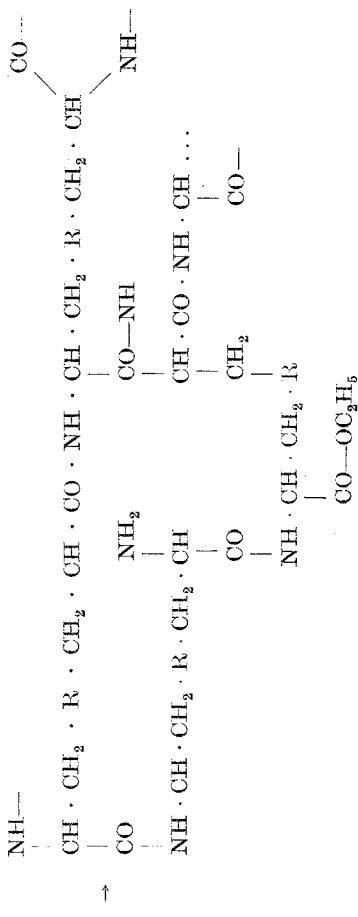 NH— CO—
CH · CH₂ · R · CH₂ · CH · CO · NH · CH · CH₂ · R · CH₂ · CH
→
CO NH₂ CO—NH NH—
NH · CH · CH₂ · R · CH₂ · CH CH · CO · NH · CH ...
CO CH₂ CO—
NH · CH · CH₂ · R
CO—OC₂H₅